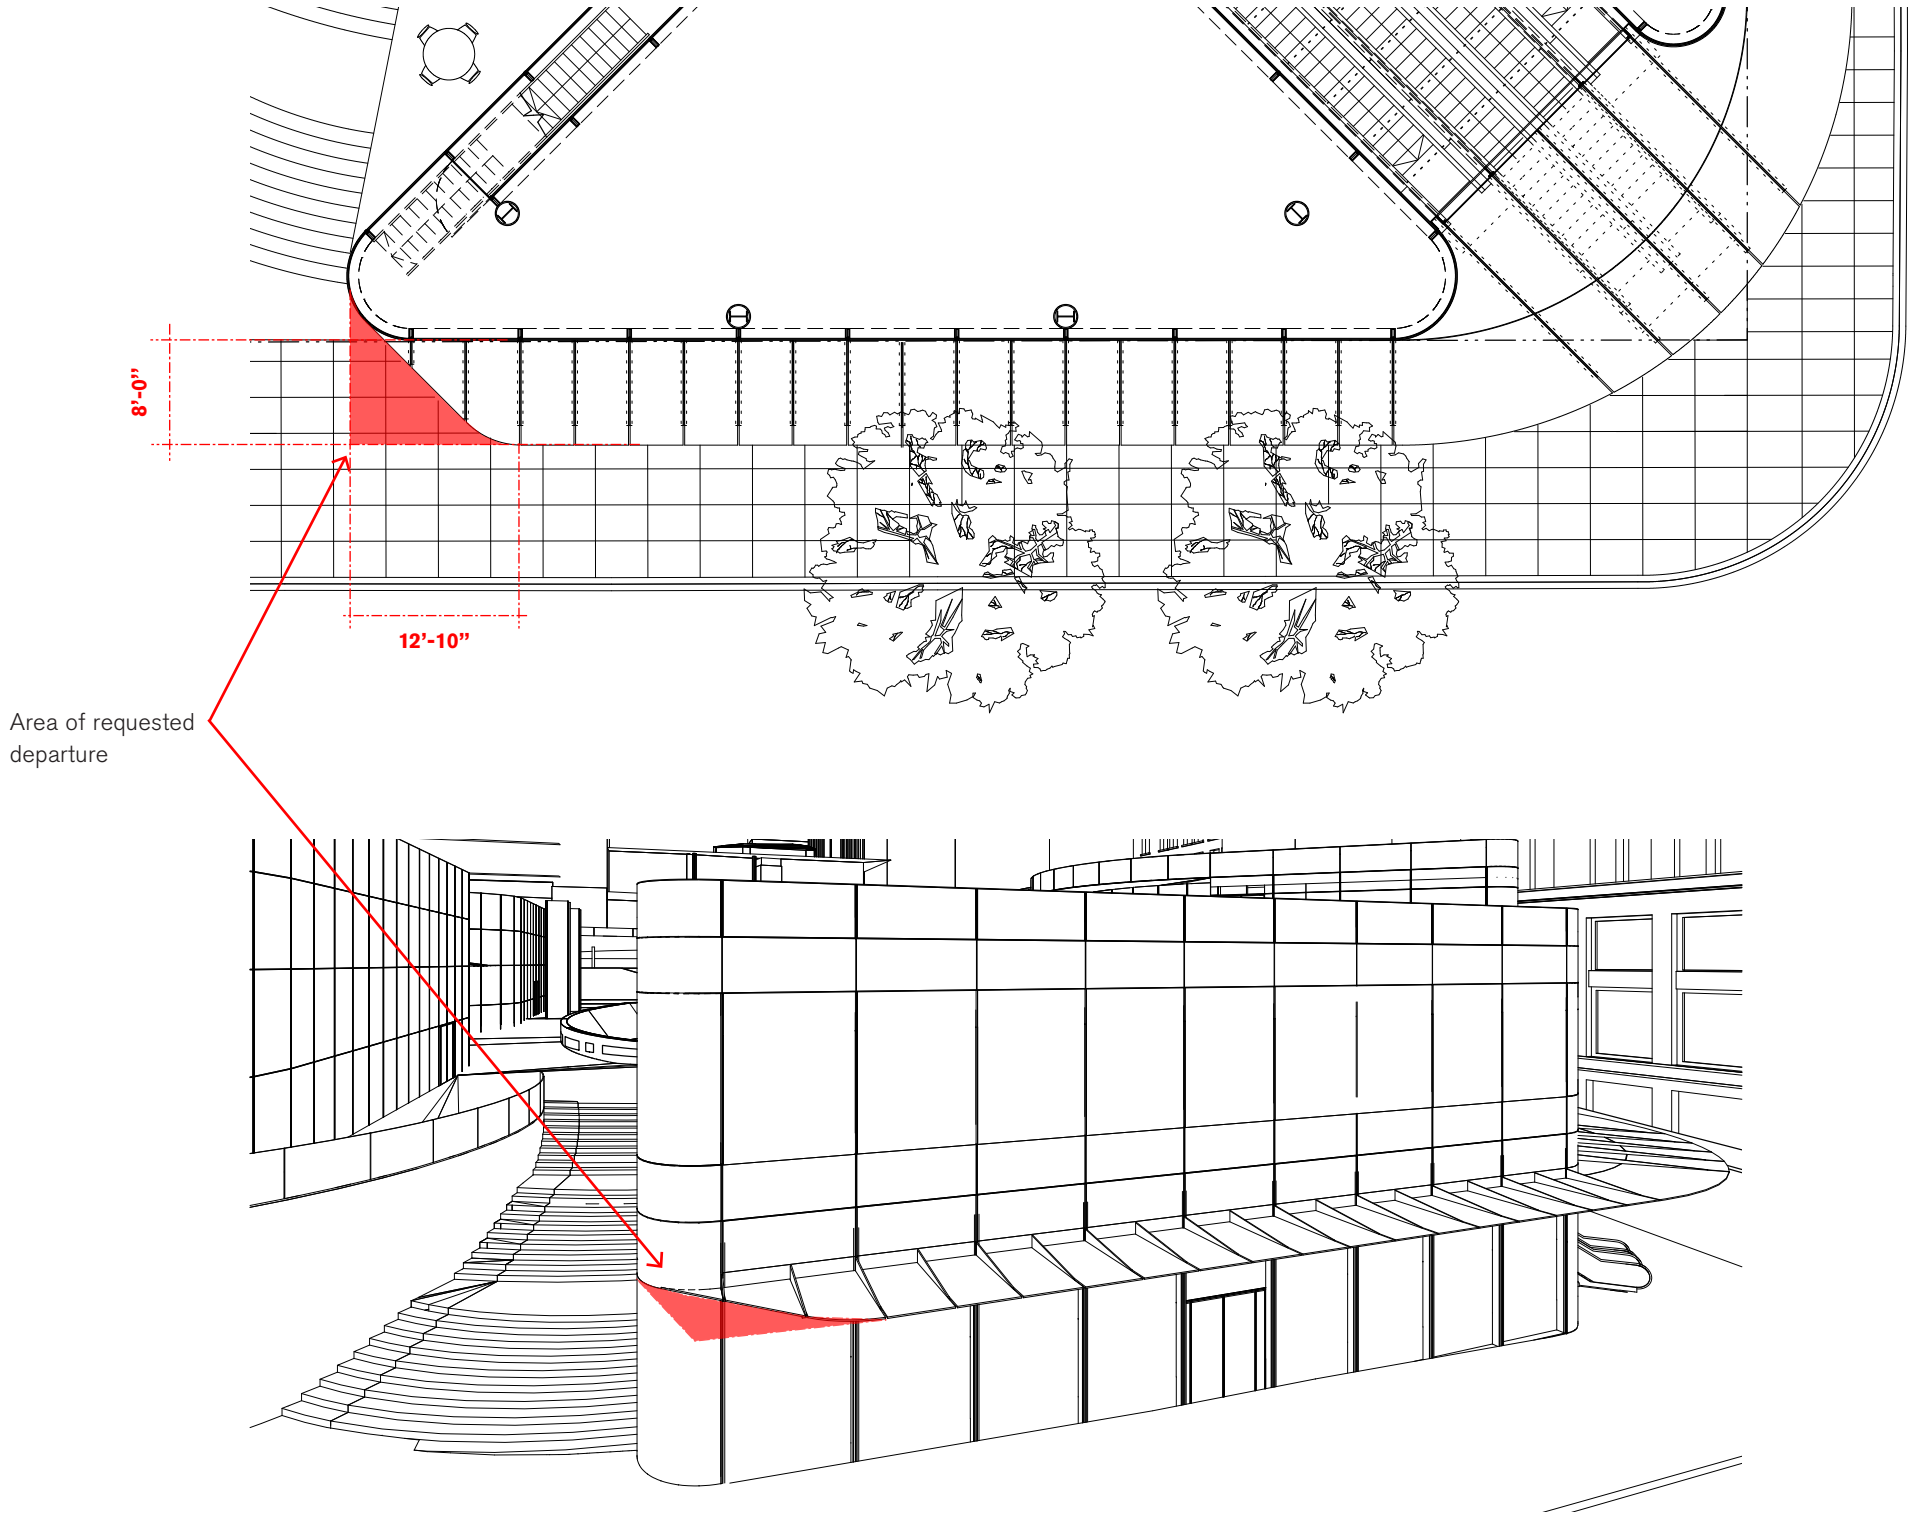 8’-0”
12’-10”
Area of requested
departure